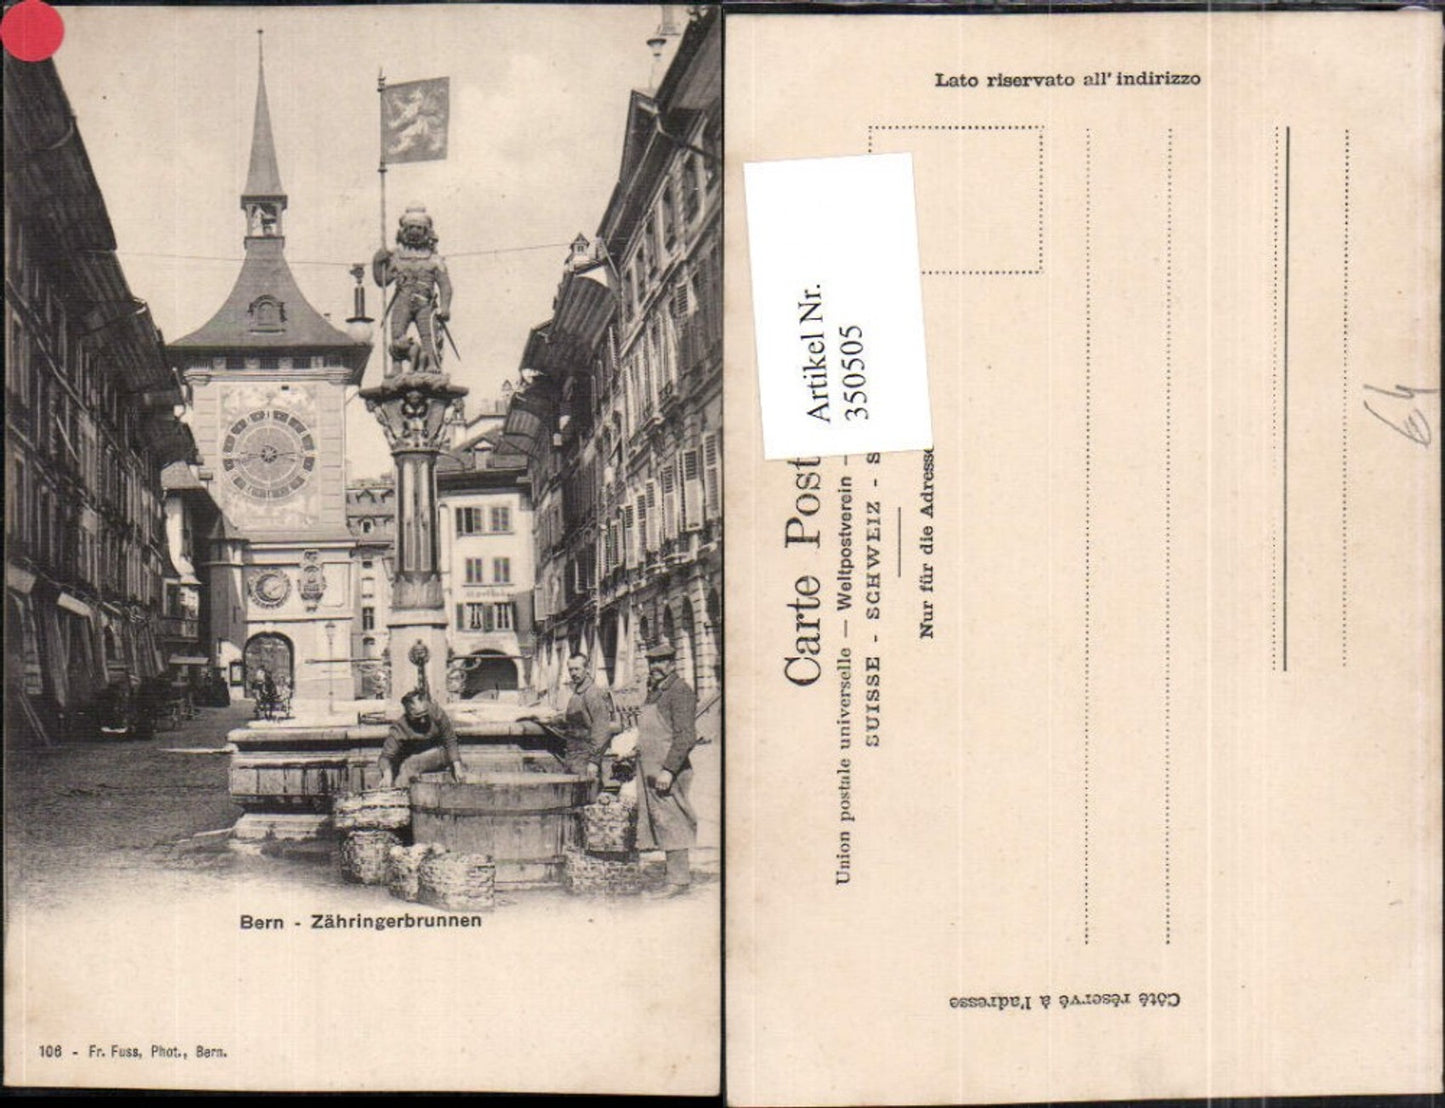 Bern - Zähringerbrunnen
106 - Fr. Fuss, Phot., Bern.
Lato riservato all' indirizzo
Artikel Nr.
350505
Carte Post
Union postale universelle — Weltpostverein —
SUISSE - SCHWEIZ - S
Nur für die Adresse
Côté réservé à l'adresse
64